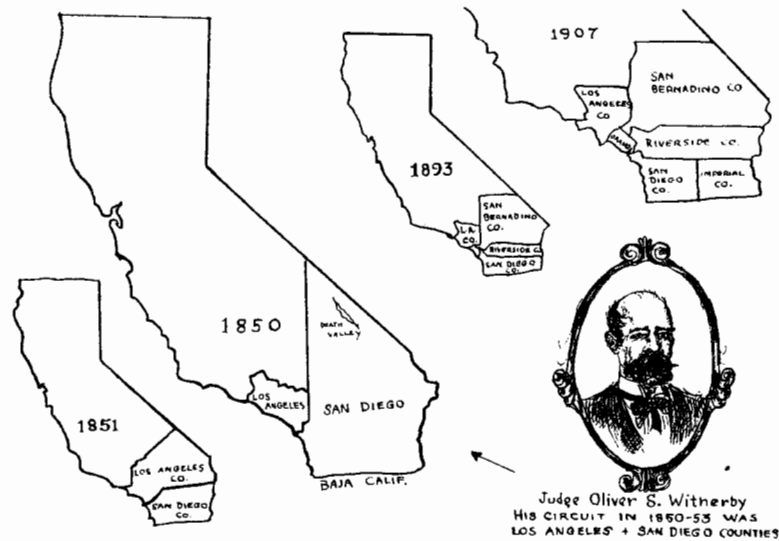 1907
SAN
BERNADINO CO
LOS
ANGELES
CO
ORANGE
RIVERSIDE CO.
SAN
DIEGO
CO.
IMPERIAL
CO.
1893
SAN
BERNADINO
CO.
L.A.
CO.
RIVERSIDE C.
SAN DIEGO
CO.
1850
DEATH
VALLEY
LOS
ANGELES
SAN DIEGO
BAJA CALIF.
1851
LOS ANGELES
CO.
SAN DIEGO
CO.
Judge Oliver S. Witherby
HIS CIRCUIT IN 1850-53 WAS
LOS ANGELES + SAN DIEGO COUNTIES